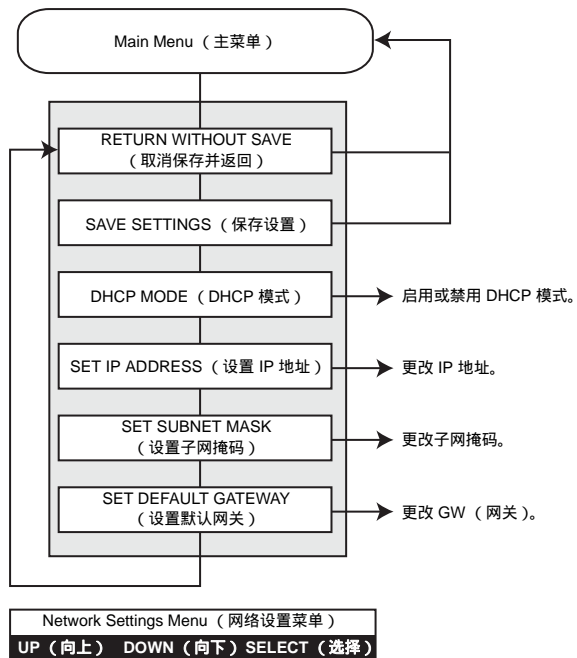 Main Menu （主菜单）
RETURN WITHOUT SAVE
（取消保存并返回）
SAVE SETTINGS （保存设置）
DHCP MODE （DHCP 模式）
启用或禁用 DHCP 模式。
SET IP ADDRESS （设置 IP 地址）
更改 IP 地址。
SET SUBNET MASK
（设置子网掩码）
更改子网掩码。
SET DEFAULT GATEWAY
（设置默认网关）
更改 GW （网关）。
Network Settings Menu （网络设置菜单）
UP （向上） DOWN （向下）SELECT （选择）